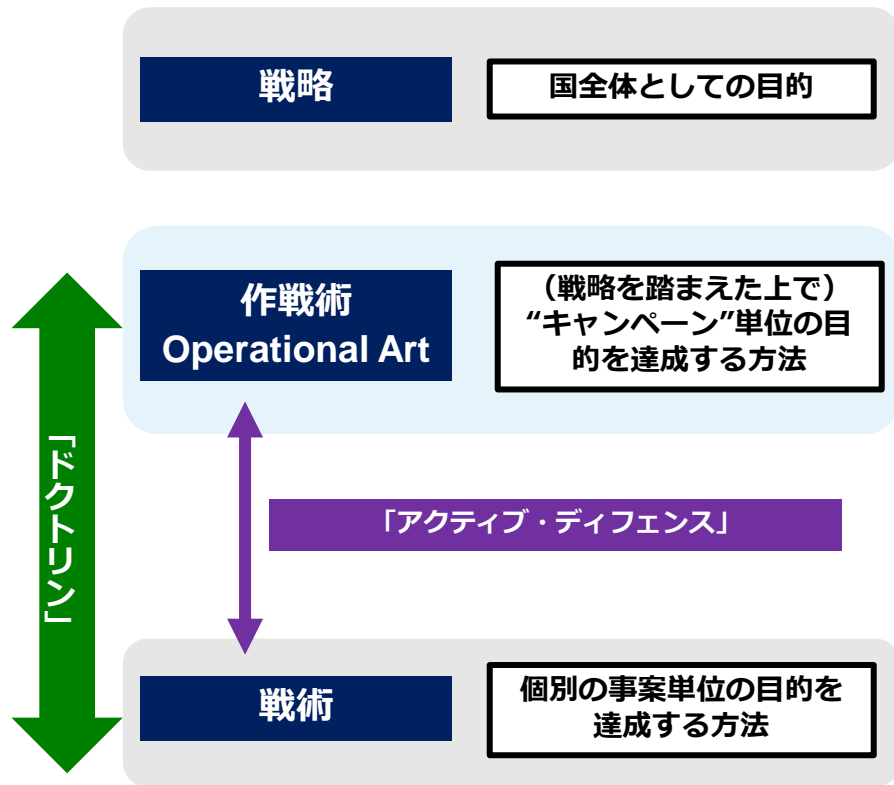 戦略
国全体としての目的
作戦術
Operational Art
（戦略を踏まえた上で）
“キャンペーン”単位の目
的を達成する方法
「ドクトリン」
「アクティブ・ディフェンス」
戦術
個別の事案単位の目的を
達成する方法